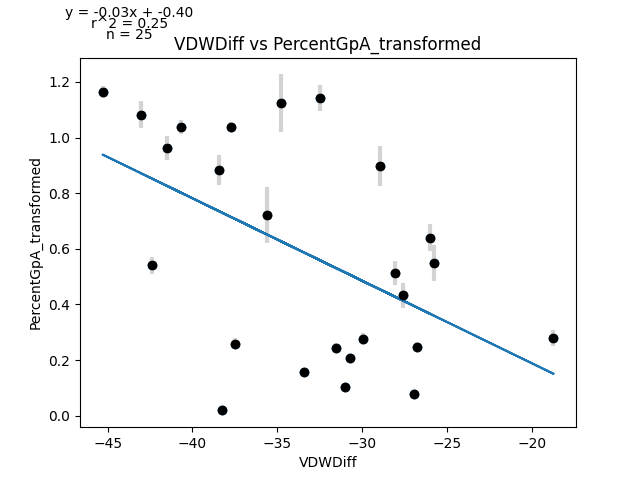 y = -0.03x + -0.40
r^2 = 0.25
n = 25
VDWDiff vs PercentGpA_transformed
1.2
1.0
0.8
0.6
0.4
0.2
0.0
PercentGpA_transformed
−45
−40
−35
−30
−25
−20
VDWDiff